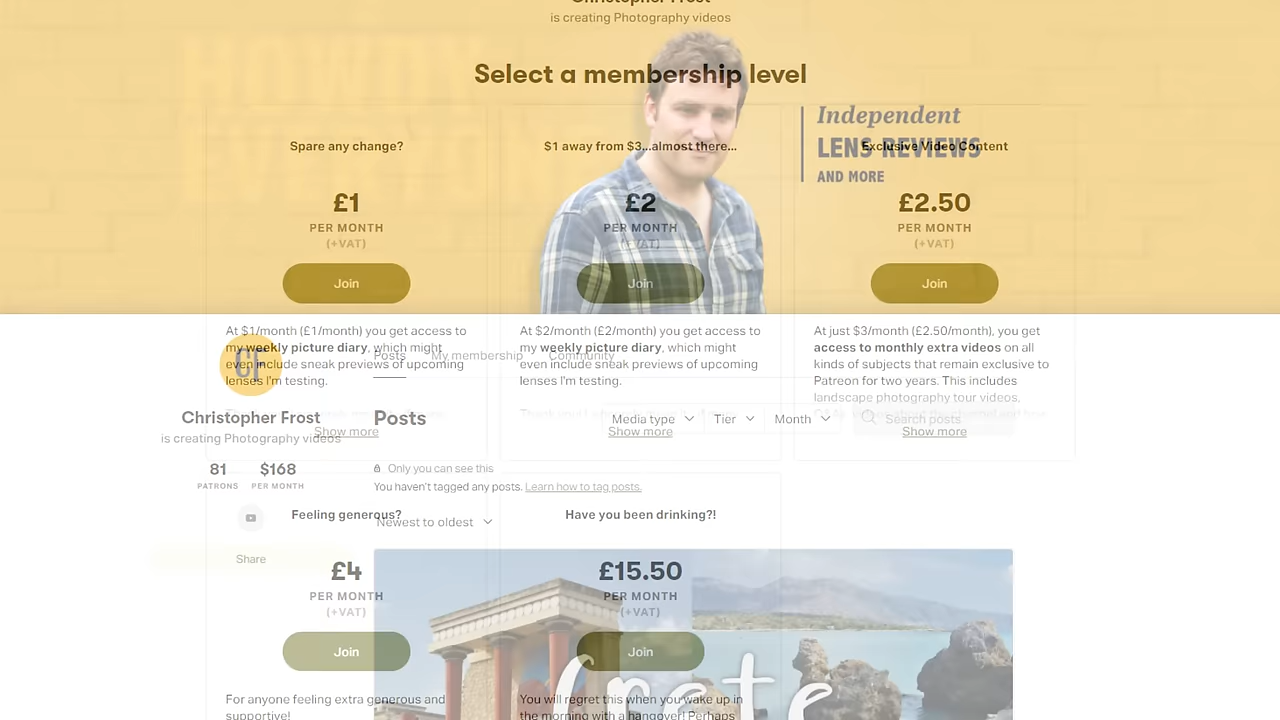 Christopher Frost
is creating Photography videos
Select a membership level
Independent
LENS REVIEWS
AND MORE
Spare any change?
£1
PER MONTH
(+VAT)
Join
At $1/month (£1/month) you get access to
my weekly picture diary, which might
even include sneak previews of upcoming
lenses I'm testing.
Show more
$1 away from $3...almost there...
£2
PER MONTH
(+VAT)
Join
At $2/month (£2/month) you get access to
my weekly picture diary, which might
even include sneak previews of upcoming
lenses I'm testing.
Show more
Exclusive Video Content
£2.50
PER MONTH
(+VAT)
Join
At just $3/month (£2.50/month), you get
access to monthly extra videos on all
kinds of subjects that remain exclusive to
Patreon for two years. This includes
landscape photography tour videos,
Show more
CF
Christopher Frost
is creating Photography videos
81
PATRONS
$168
PER MONTH
Share
Posts
My membership
Community
Posts
Media type
Tier
Month
Search posts
Only you can see this
You haven't tagged any posts. Learn how to tag posts.
Newest to oldest
Feeling generous?
£4
PER MONTH
(+VAT)
Join
For anyone feeling extra generous and
supportive!
Have you been drinking?!
£15.50
PER MONTH
(+VAT)
Join
You will regret this when you wake up in
the morning with a hangover! Perhaps
Crete